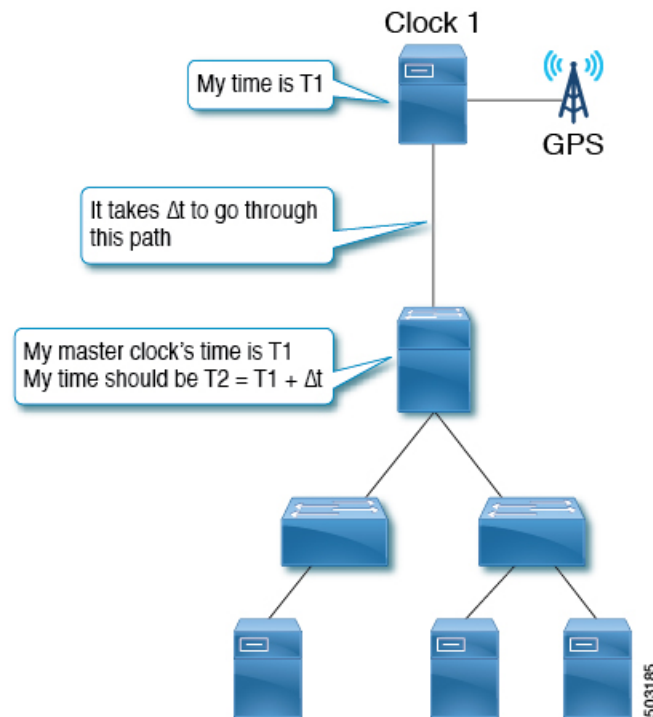 Clock 1
My time is T1
GPS
It takes Δt to go through
this path
My master clock's time is T1
My time should be T2 = T1 + Δt
503185